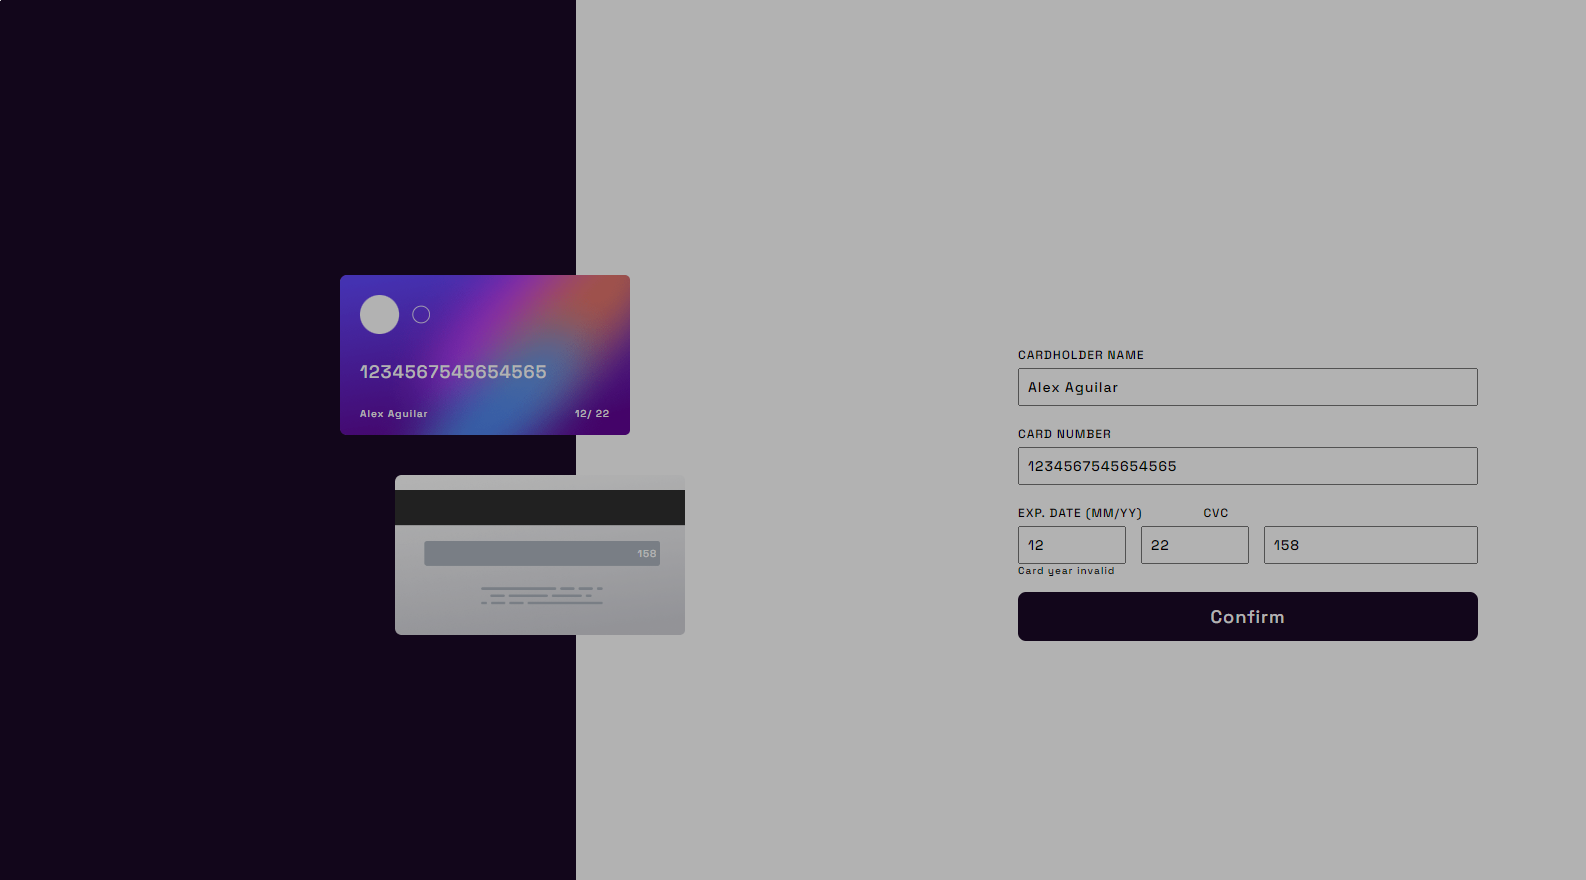 1234567545654565
Alex Aguilar 12/ 22
158
CARDHOLDER NAME
Alex Aguilar
CARD NUMBER
1234567545654565
EXP. DATE (MM/YY) CVC
12 22 158
Card year invalid
Confirm